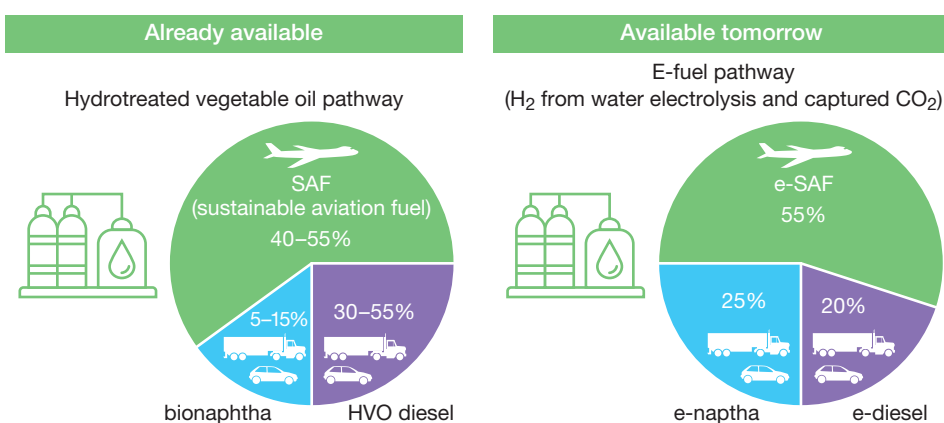 Already available
Hydrotreated vegetable oil pathway
SAF
(sustainable aviation fuel)
40–55%
5–15%
30–55%
bionaphtha
HVO diesel
Available tomorrow
E-fuel pathway
(H₂ from water electrolysis and captured CO₂)
e-SAF
55%
25%
20%
e-naptha
e-diesel